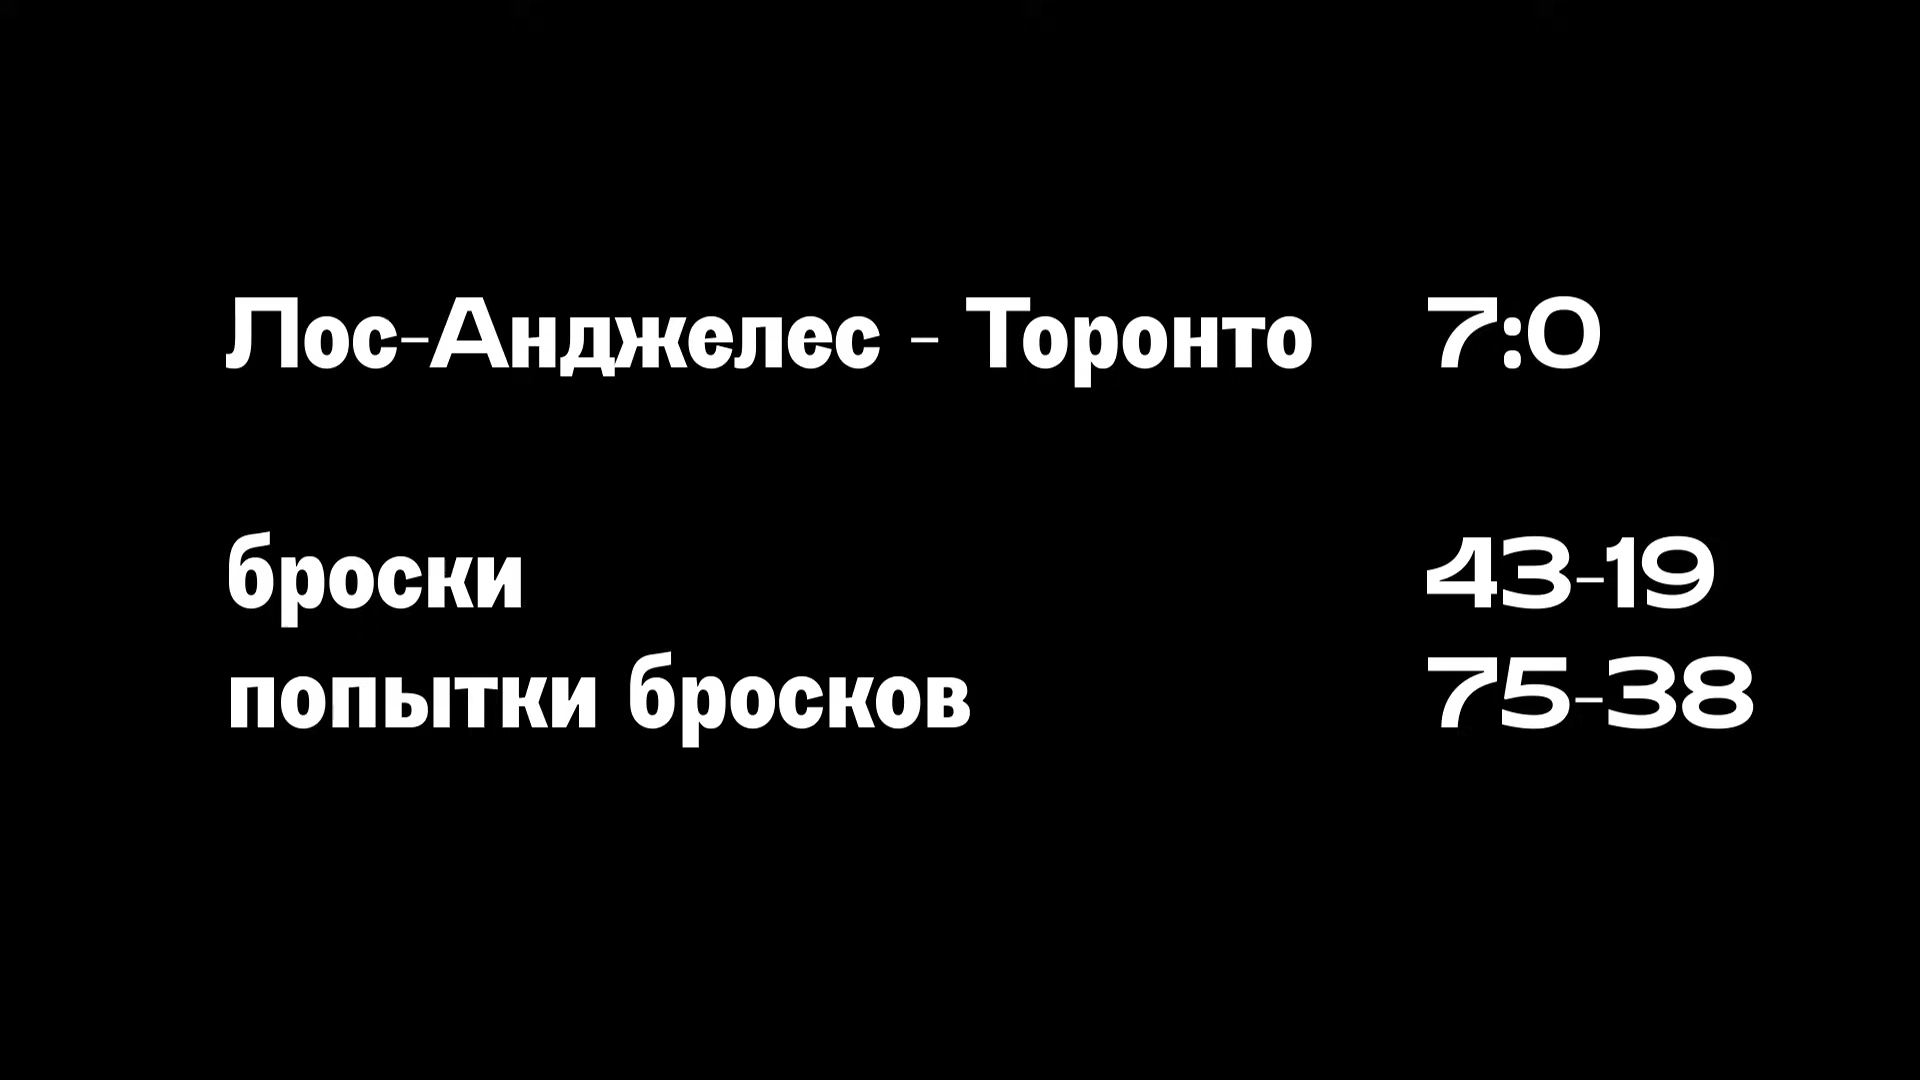 Лос-Анджелес - Торонто 7:0
броски 43-19
попытки бросков 75-38